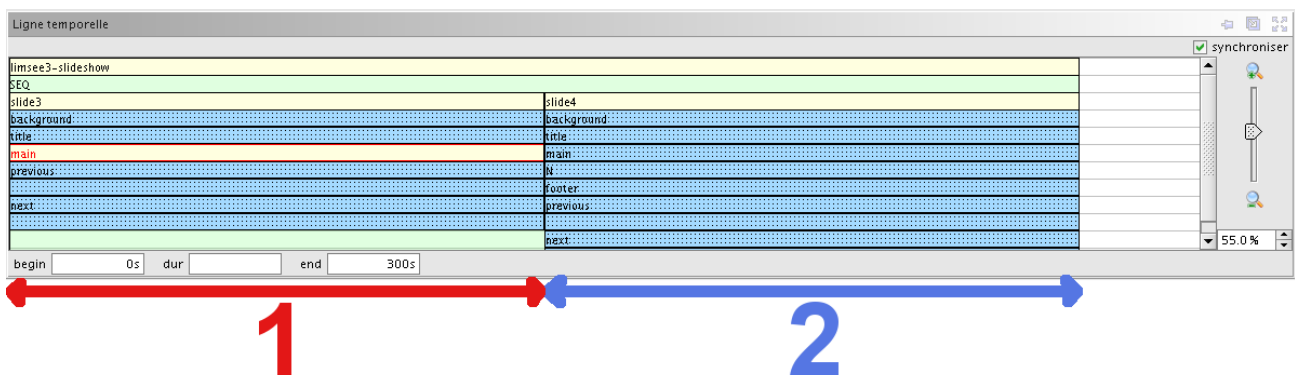 Ligne temporelle
synchroniser
limsee3-slideshow
SEQ
slide3 slide4
background background
title title
main main
previous N
footer
next previous
next
55.0 %
begin 0s dur end 300s
1 2